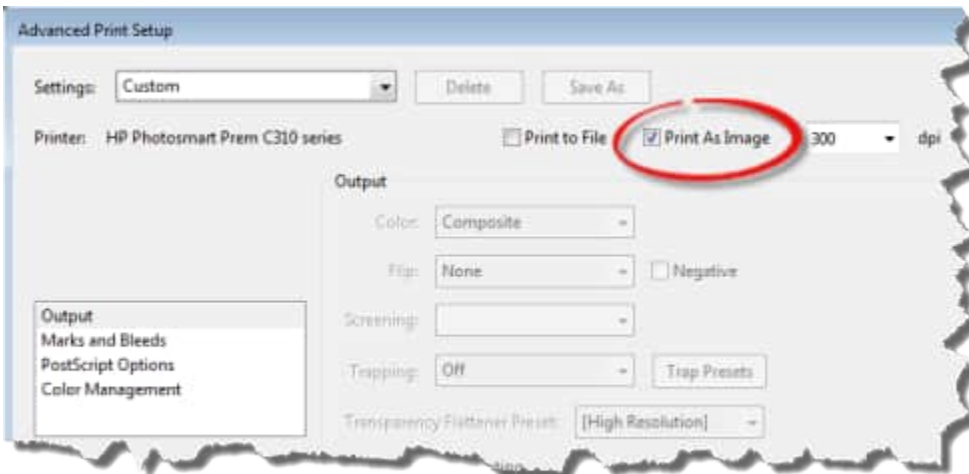 Advanced Print Setup
Settings: Custom Delete Save As
Printer: HP Photosmart Prem C310 series Print to File Print As Image 300 dpi
Output
Color: Composite
Flip: None Negative
Output
Marks and Bleeds
PostScript Options
Color Management
Screening:
Trapping: Off Trap Presets
Transparency Flattener Preset: [High Resolution]